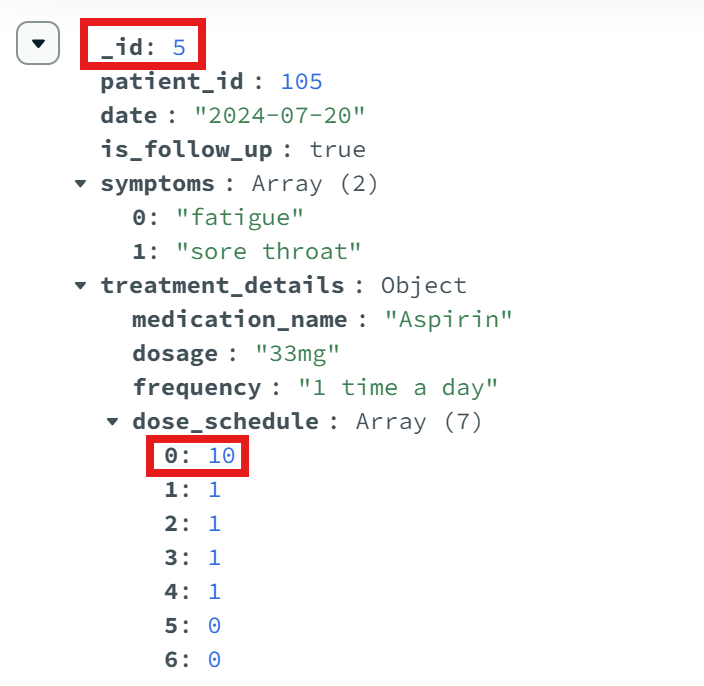 _id: 5
patient_id : 105
date : "2024-07-20"
is_follow_up : true
symptoms : Array (2)
0: "fatigue"
1: "sore throat"
treatment_details : Object
medication_name : "Aspirin"
dosage : "33mg"
frequency : "1 time a day"
dose_schedule : Array (7)
0: 10
1: 1
2: 1
3: 1
4: 1
5: 0
6: 0